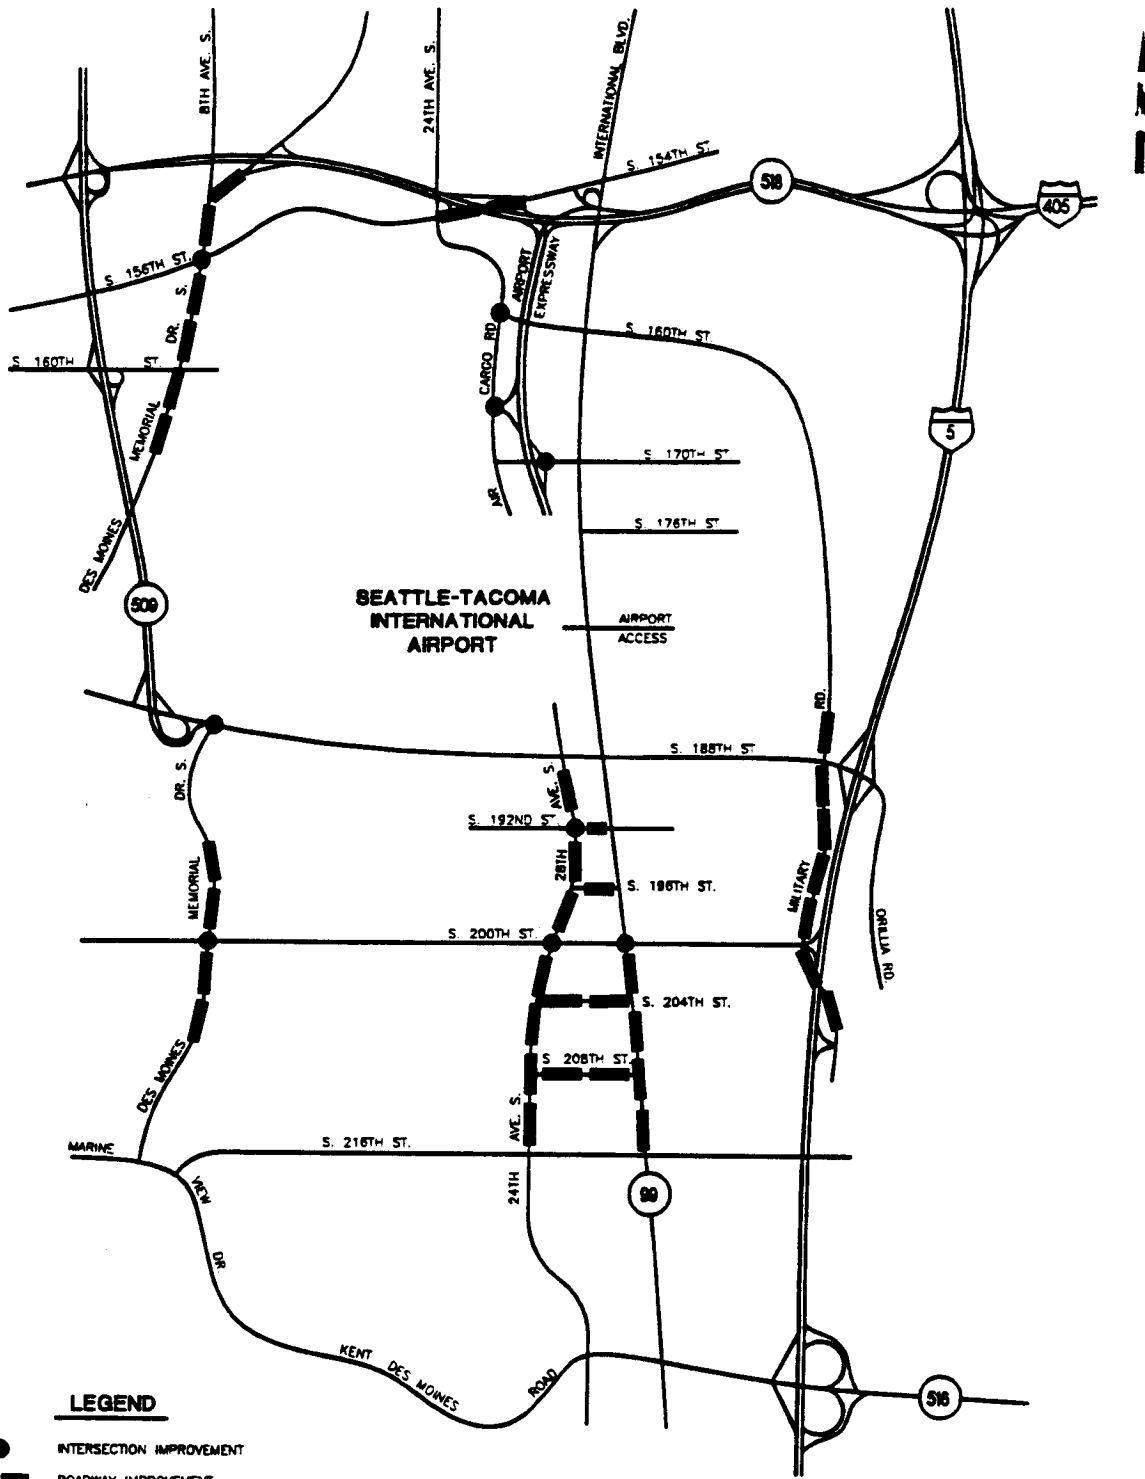 8TH AVE. S.
24TH AVE. S.
INTERNATIONAL BLVD.
S. 154TH ST.
518
405
S. 156TH ST.
AIRPORT
EXPRESSWAY
S. 160TH ST.
S. 160TH ST.
CARGO RD
AIR
5
S. 170TH ST
S. 176TH ST
DES MOINES MEMORIAL DR. S.
509
SEATTLE-TACOMA
INTERNATIONAL
AIRPORT
AIRPORT
ACCESS
S. 188TH ST
MILITARY RD.
ORILLIA RD.
28TH AVE. S.
S. 192ND ST.
S. 196TH ST.
S. 200TH ST.
S. 204TH ST.
S 208TH ST.
DES MOINES MEMORIAL DR. S.
24TH AVE. S.
S. 216TH ST.
99
MARINE VIEW DR.
KENT DES MOINES ROAD
516
LEGEND
INTERSECTION IMPROVEMENT
ROADWAY IMPROVEMENT